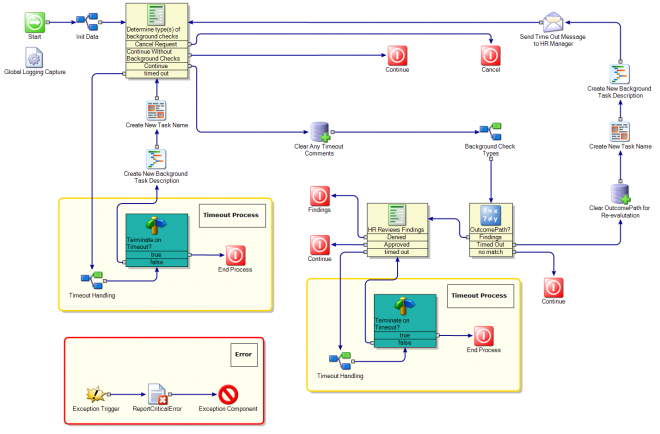 Start
Init Data
Determine type(s) of
background checks
Cancel Request
Continue Without
Background Checks
Continue
timed out
Continue
Cancel
Send Time Out Message
to HR Manager
Global Logging Capture
Create New Background
Task Description
Create New Task Name
Clear Any Timeout
Comments
Background Check
Types
Create New Task Name
Create New Background
Task Description
Clear OutcomePath for
Re-evalutation
Timeout Process
Terminate on
Timeout?
true
false
End Process
Timeout Handling
Findings
Continue
HR Reviews Findings
Denied
Approved
timed out
?=x
?≠y
OutcomePath?
Findings
Timed Out
no match
Continue
Timeout Process
Terminate on
Timeout?
true
false
End Process
Timeout Handling
Error
Exception Trigger
ReportCriticalError
Exception Component